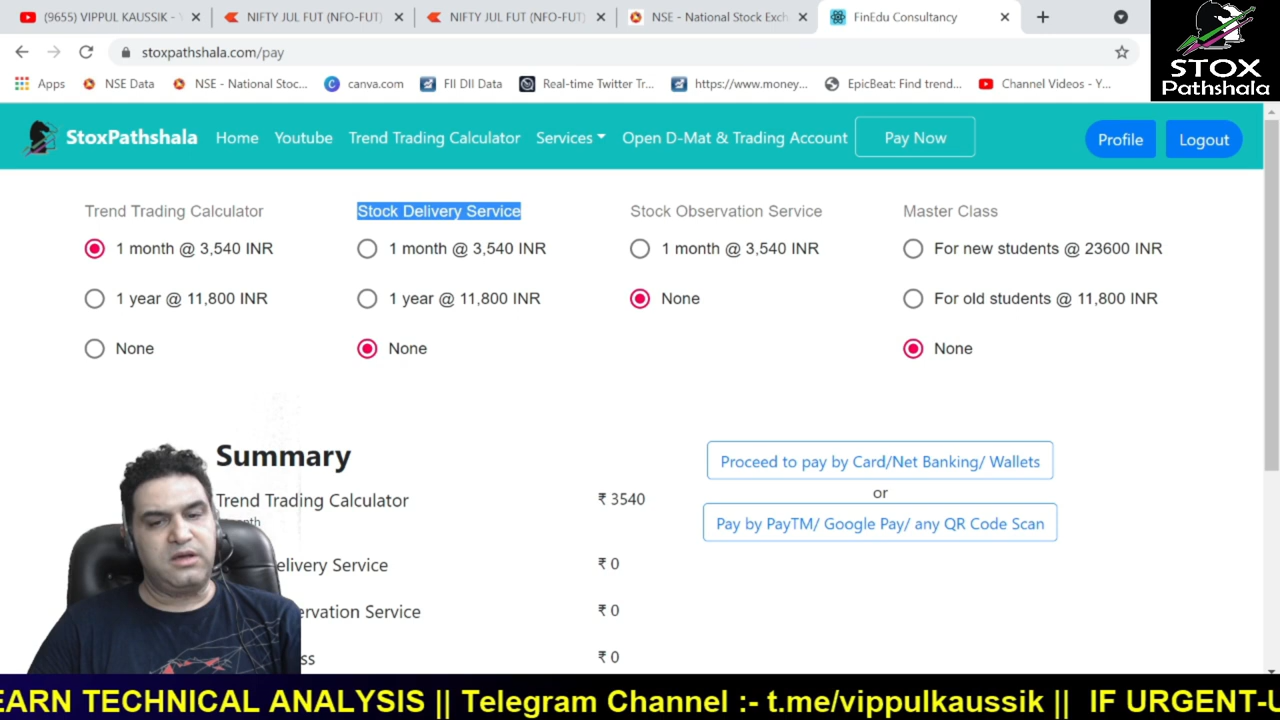 (9655) VIPPUL KAUSSIK -
NIFTY JUL FUT (NFO-FUT)
NIFTY JUL FUT (NFO-FUT)
NSE - National Stock Exch
FinEdu Consultancy
stoxpathshala.com/pay
Apps
NSE Data
NSE - National Stoc...
canva.com
FII DII Data
Real-time Twitter Tr...
https://www.money...
EpicBeat: Find trend...
Channel Videos - Y...
STOX
Pathshala
StoxPathshala
Home
Youtube
Trend Trading Calculator
Services
Open D-Mat & Trading Account
Pay Now
Profile
Logout
Trend Trading Calculator
1 month @ 3,540 INR
1 year @ 11,800 INR
None
Stock Delivery Service
1 month @ 3,540 INR
1 year @ 11,800 INR
None
Stock Observation Service
1 month @ 3,540 INR
None
Master Class
For new students @ 23600 INR
For old students @ 11,800 INR
None
Summary
Trend Trading Calculator
₹ 3540
elivery Service
₹ 0
ervation Service
₹ 0
ss
₹ 0
Proceed to pay by Card/Net Banking/ Wallets
or
Pay by PayTM/ Google Pay/ any QR Code Scan
EARN TECHNICAL ANALYSIS || Telegram Channel :- t.me/vippulkaussik || IF URGENT-U